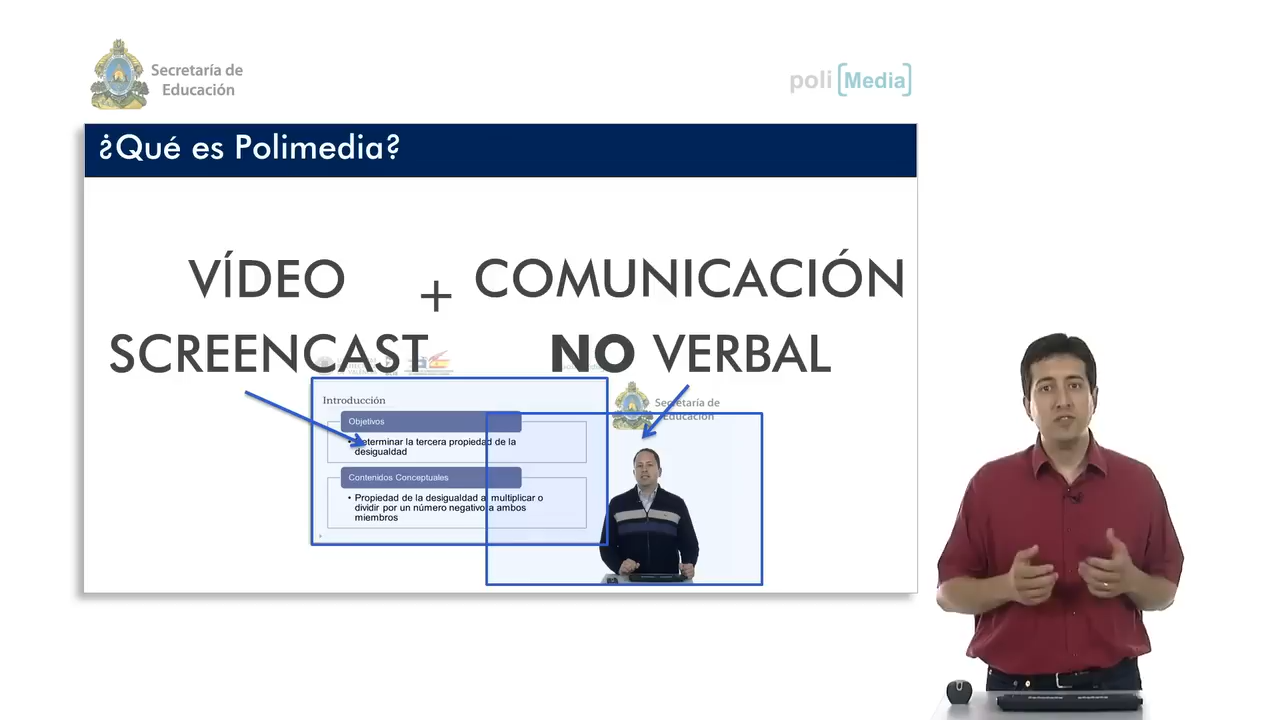 Secretaría de
Educación
poli [Media]
¿Qué es Polimedia?
VÍDEO
SCREENCAST
+
COMUNICACIÓN
NO VERBAL
Introducción
Objetivos
• Determinar la tercera propiedad de la
desigualdad
Contenidos Conceptuales
• Propiedad de la desigualdad al multiplicar o
dividir por un número negativo a ambos
miembros
Secretaría de
Educación